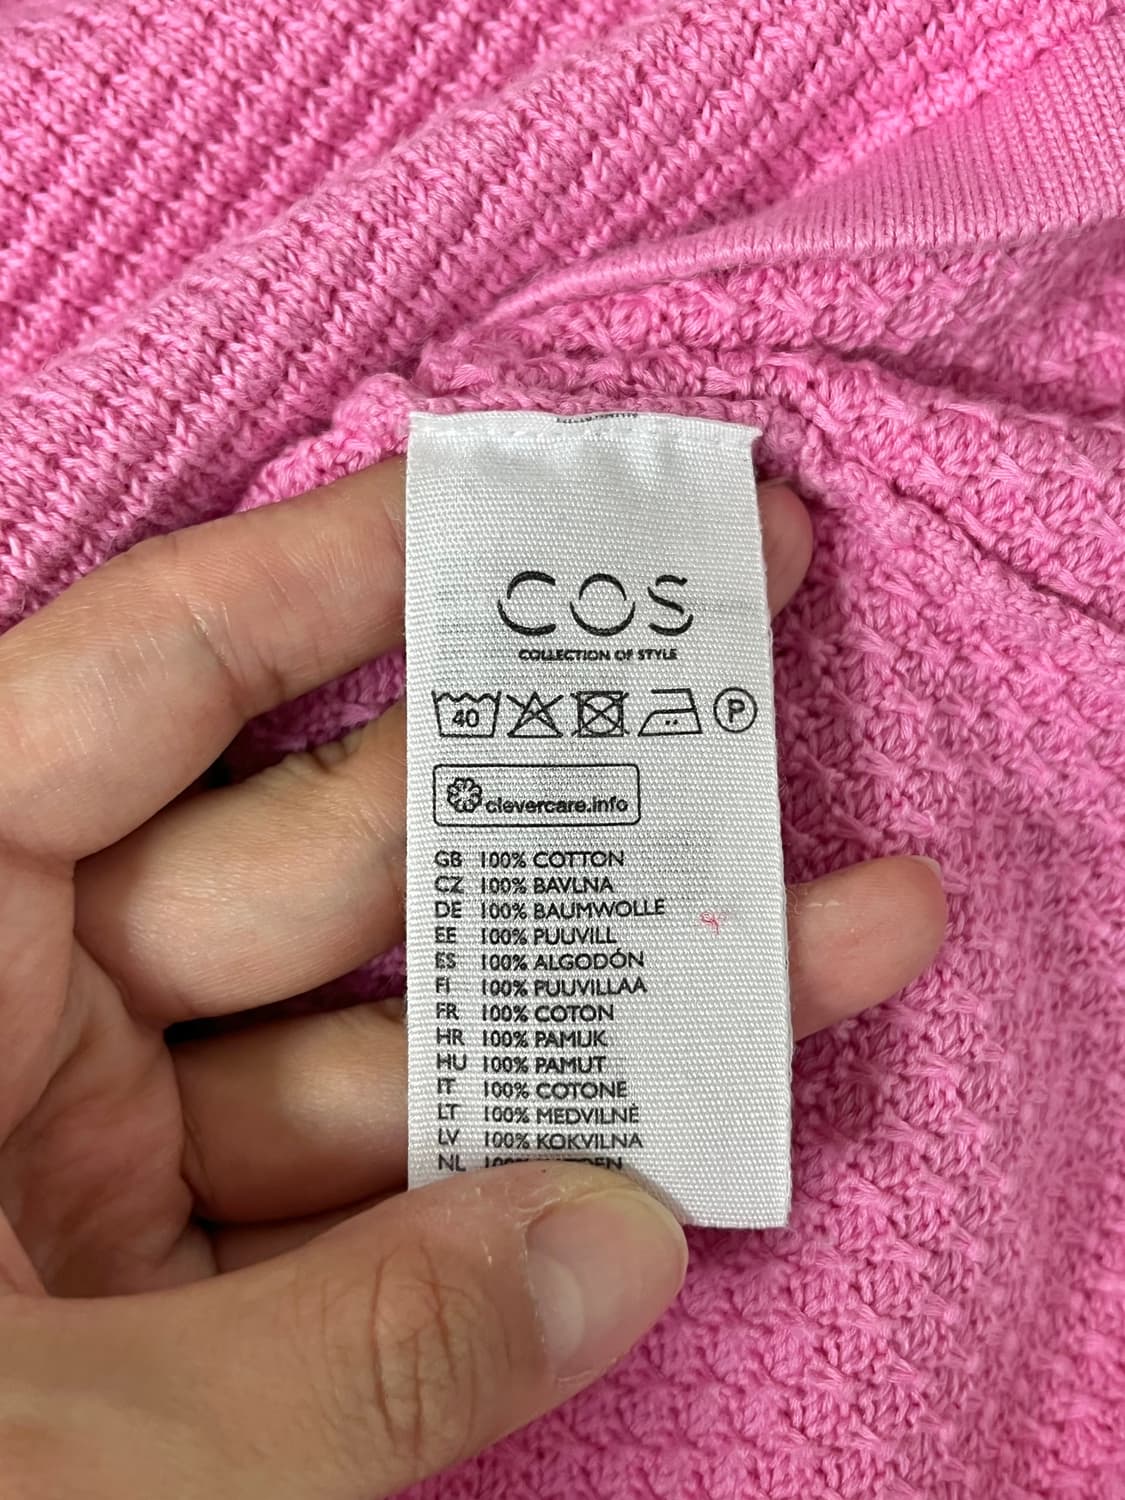 COS
COLLECTION OF STYLE
40 P
clevercare.info
GB 100% COTTON
CZ 100% BAVLNA
DE 100% BAUMWOLLE
EE 100% PUUVILL
ES 100% ALGODÓN
FI 100% PUUVILLAA
FR 100% COTON
HR 100% PAMUK
HU 100% PAMUT
IT 100% COTONE
LT 100% MEDVILNĖ
LV 100% KOKVILNA
NL